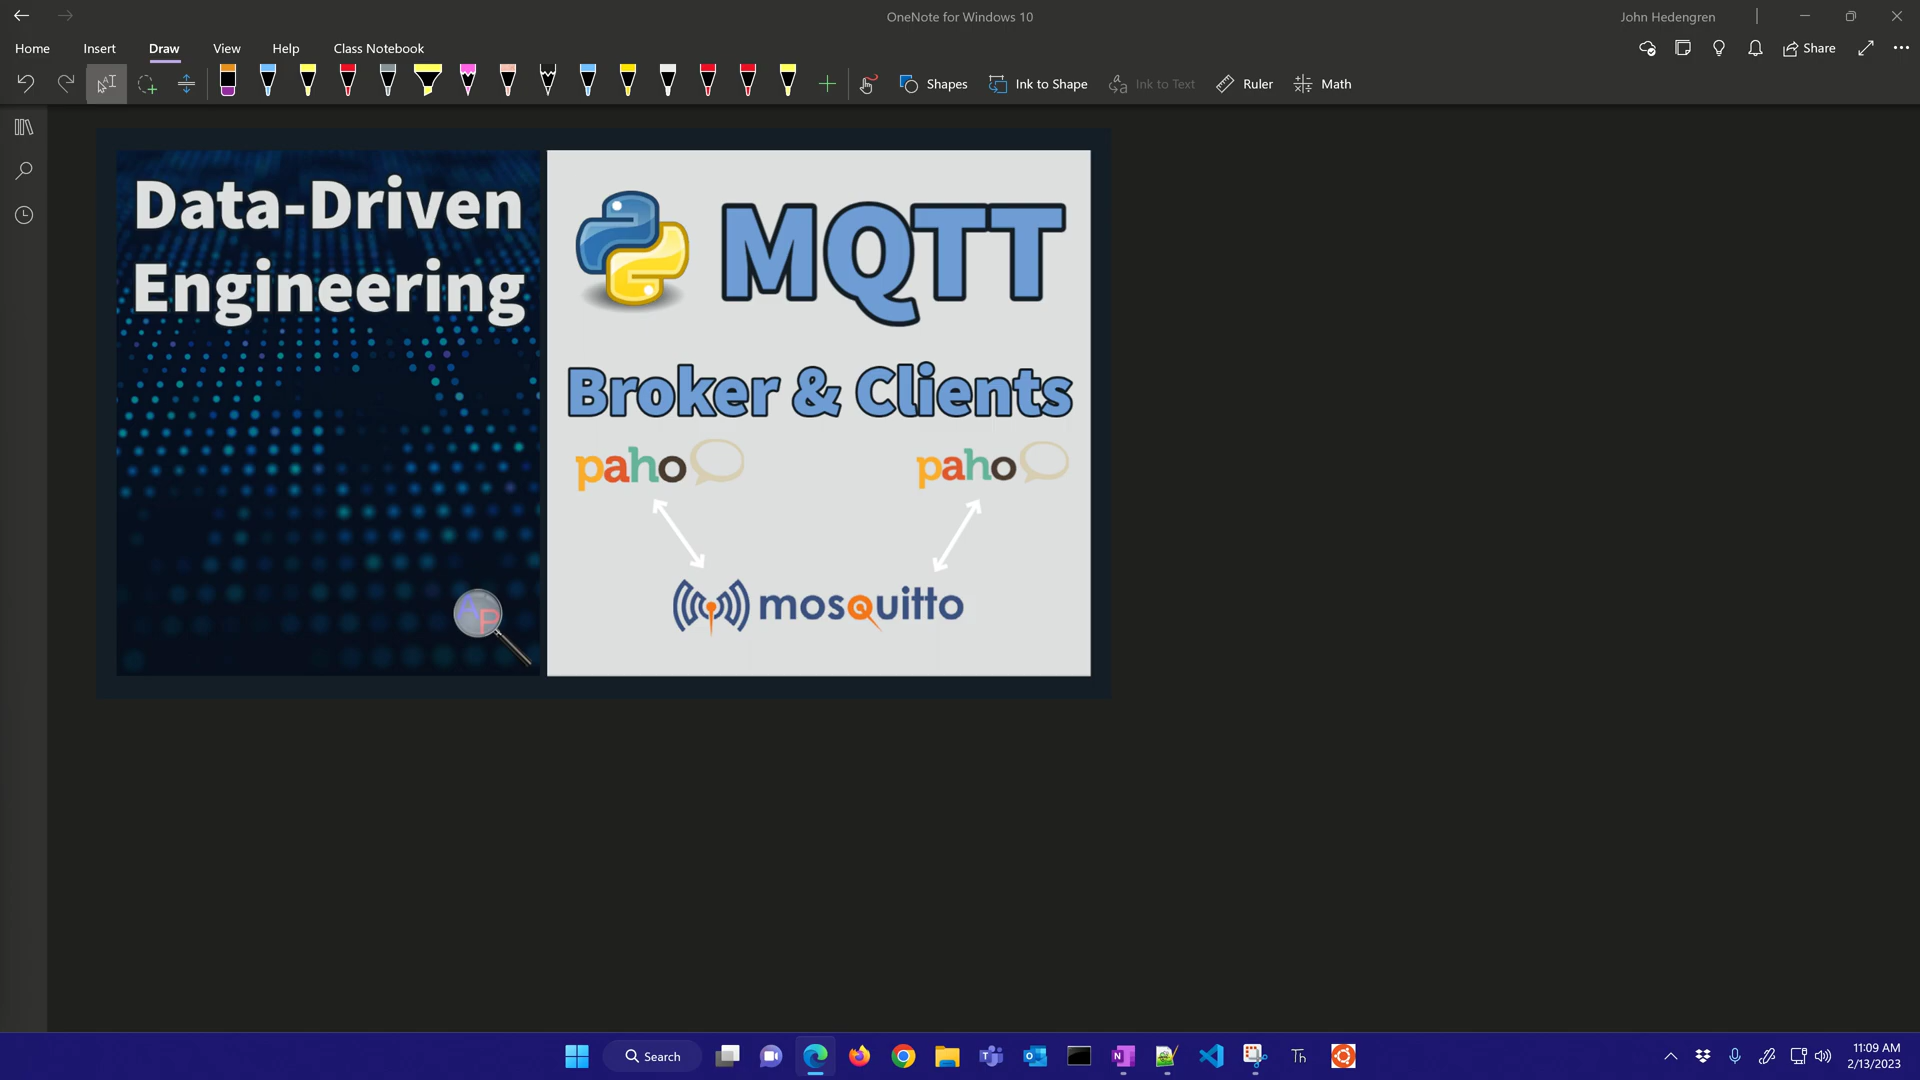 OneNote for Windows 10
John Hedengren
Home Insert Draw View Help Class Notebook
Share
Shapes Ink to Shape Ink to Text Ruler Math
Data-Driven
Engineering
MQTT
Broker & Clients
paho paho
mosquitto
AP
Search
Th
11:09 AM
2/13/2023